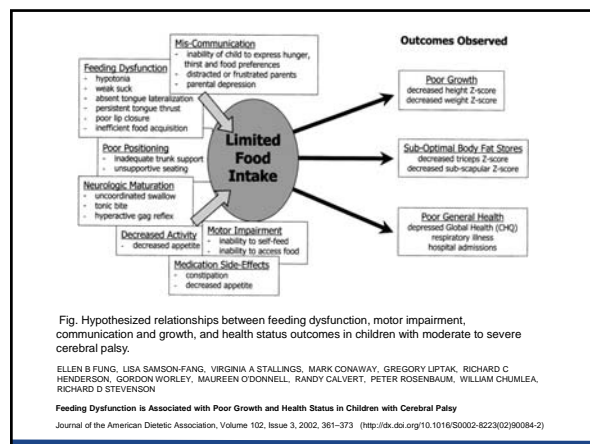 Mis-Communication
- inability of child to express hunger,
thirst and food preferences
- distracted or frustrated parents
- parental depression
Feeding Dysfunction
- hypotonia
- weak suck
- absent tongue lateralization
- persistent tongue thrust
- poor lip closure
- inefficient food acquisition
Poor Positioning
- inadequate trunk support
- unsupportive seating
Neurologic Maturation
- uncoordinated swallow
- tonic bite
- hyperactive gag reflex
Decreased Activity
- decreased appetite
Motor Impairment
- inability to self-feed
- inability to access food
Medication Side-Effects
- constipation
- decreased appetite
Limited
Food
Intake
Outcomes Observed
Poor Growth
decreased height Z-score
decreased weight Z-score
Sub-Optimal Body Fat Stores
decreased triceps Z-score
decreased sub-scapular Z-score
Poor General Health
depressed Global Health (CHQ)
respiratory illness
hospital admissions
Fig. Hypothesized relationships between feeding dysfunction, motor impairment,
communication and growth, and health status outcomes in children with moderate to severe
cerebral palsy.
ELLEN B FUNG, LISA SAMSON-FANG, VIRGINIA A STALLINGS, MARK CONAWAY, GREGORY LIPTAK, RICHARD C
HENDERSON, GORDON WORLEY, MAUREEN O'DONNELL, RANDY CALVERT, PETER ROSENBAUM, WILLIAM CHUMLEA,
RICHARD D STEVENSON
Feeding Dysfunction is Associated with Poor Growth and Health Status in Children with Cerebral Palsy
Journal of the American Dietetic Association, Volume 102, Issue 3, 2002, 361–373 (http://dx.doi.org/10.1016/S0002-8223(02)90084-2)